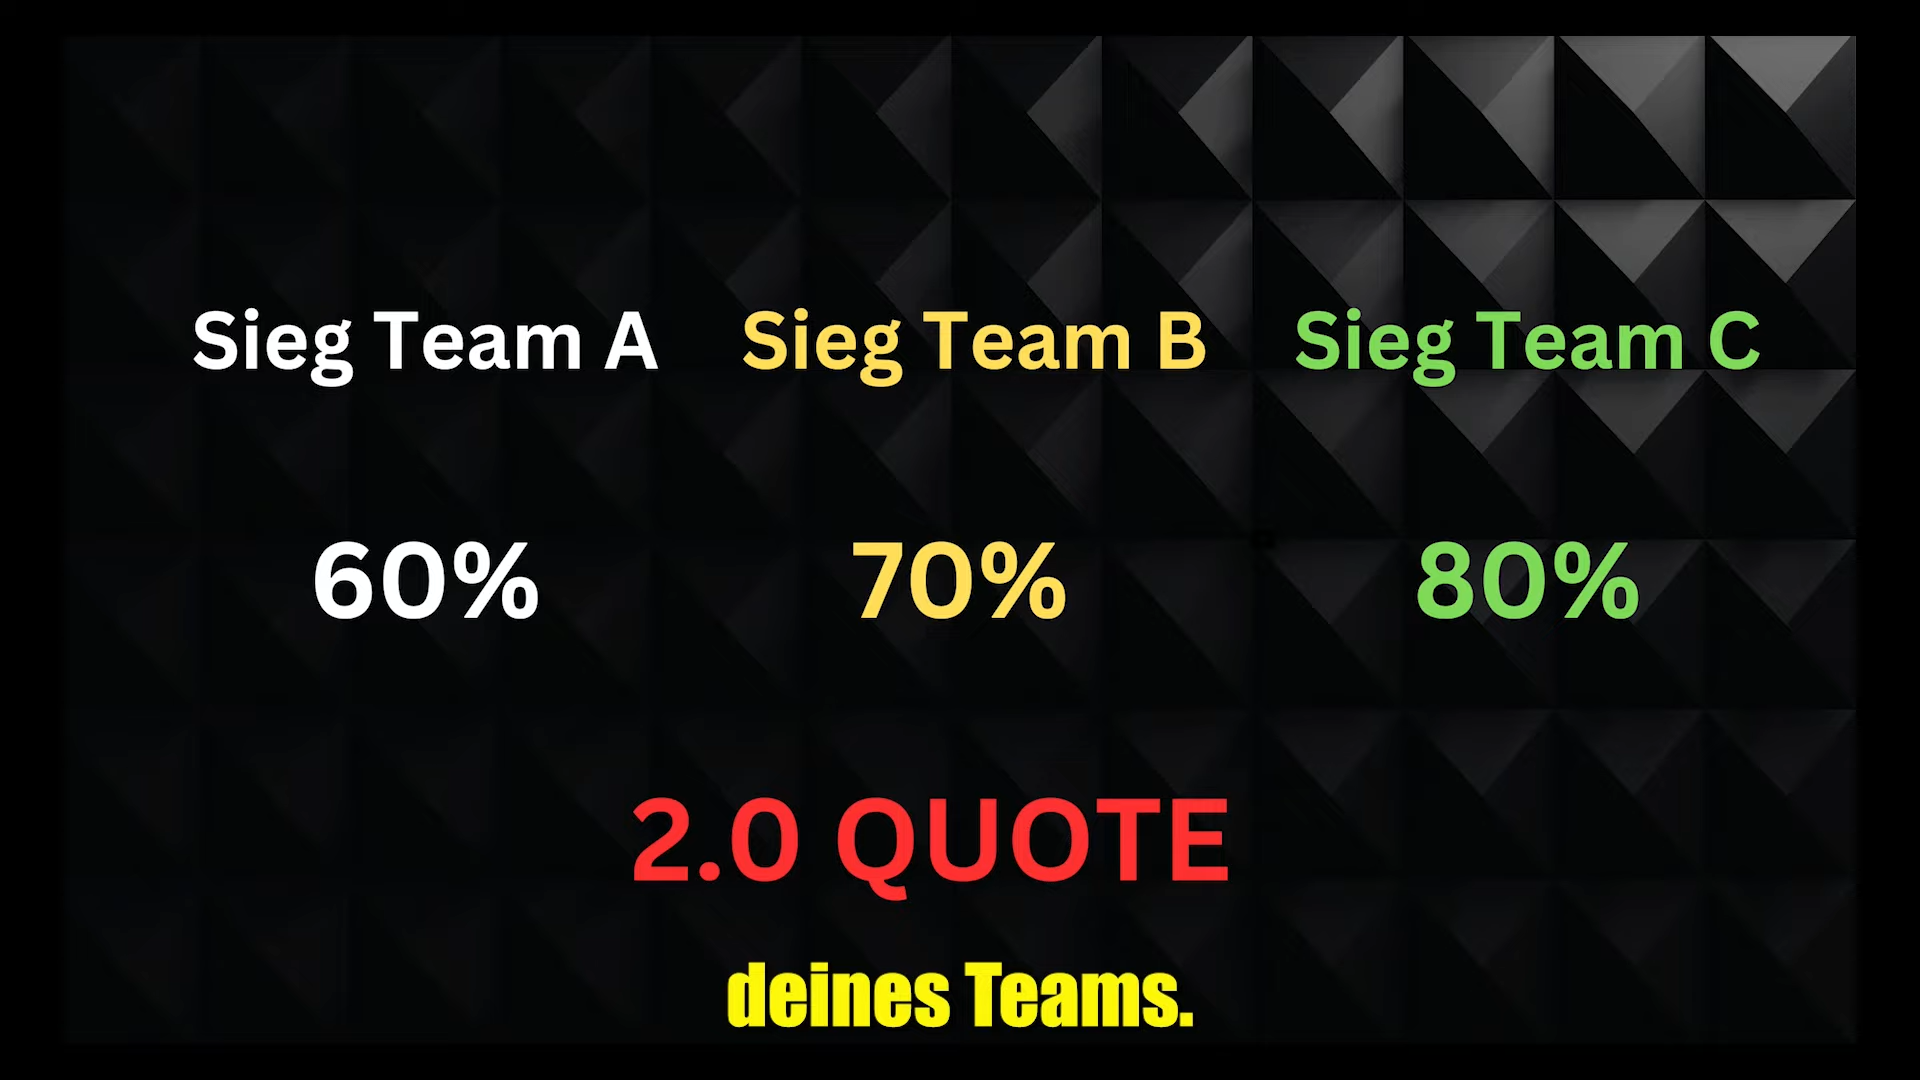 Sieg Team A Sieg Team B Sieg Team C
60% 70% 80%
2.0 QUOTE
deines Teams.